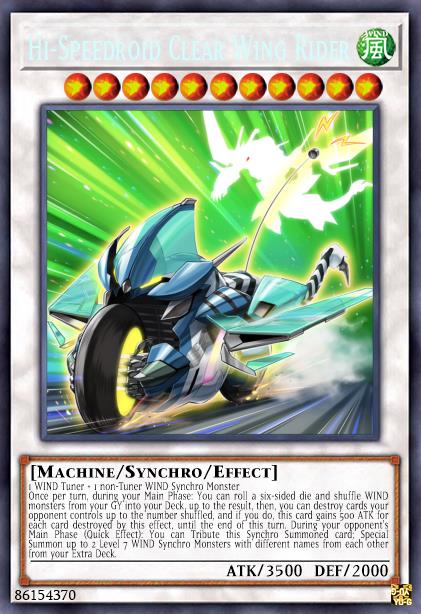 Hi-Speedroid Clear Wing Rider
WIND
風
[Machine/Synchro/Effect]
1 WIND Tuner + 1 non-Tuner WIND Synchro Monster
Once per turn, during your Main Phase: You can roll a six-sided die and shuffle WIND
monsters from your GY into your Deck, up to the result, then, you can destroy cards your
opponent controls up to the number shuffled, and if you do, this card gains 500 ATK for
each card destroyed by this effect, until the end of this turn. During your opponent's
Main Phase (Quick Effect): You can Tribute this Synchro Summoned card; Special
Summon up to 2 Level 7 WIND Synchro Monsters with different names from each other
from your Extra Deck.
ATK/3500 DEF/2000
86154370